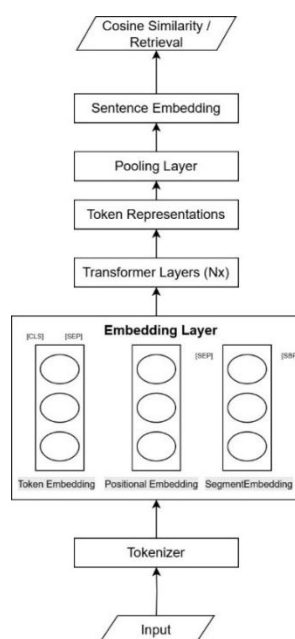 Cosine Similarity /
Retrieval
Sentence Embedding
Pooling Layer
Token Representations
Transformer Layers (Nx)
Embedding Layer
[CLS] [SEP] [SEP]
Token Embedding Positional Embedding SegmentEmbedding
Tokenizer
Input